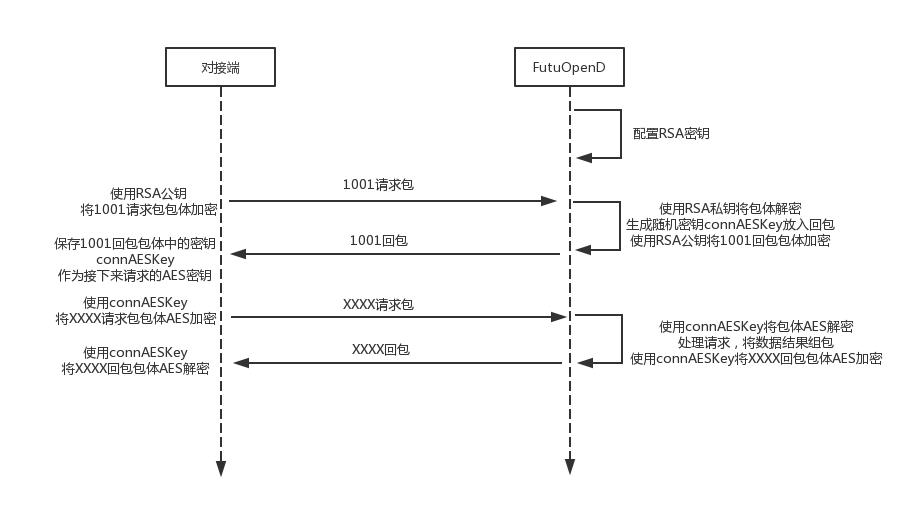 对接端
FutuOpenD
配置RSA密钥
使用RSA公钥
将1001请求包包体加密
1001请求包
使用RSA私钥将包体解密
生成随机密钥connAESKey放入回包
使用RSA公钥将1001回包包体加密
保存1001回包包体中的密钥
connAESKey
作为接下来请求的AES密钥
1001回包
使用connAESKey
将XXXX请求包包体AES加密
XXXX请求包
使用connAESKey将包体AES解密
处理请求，将数据结果组包
使用connAESKey将XXXX回包包体AES加密
使用connAESKey
将XXXX回包包体AES解密
XXXX回包